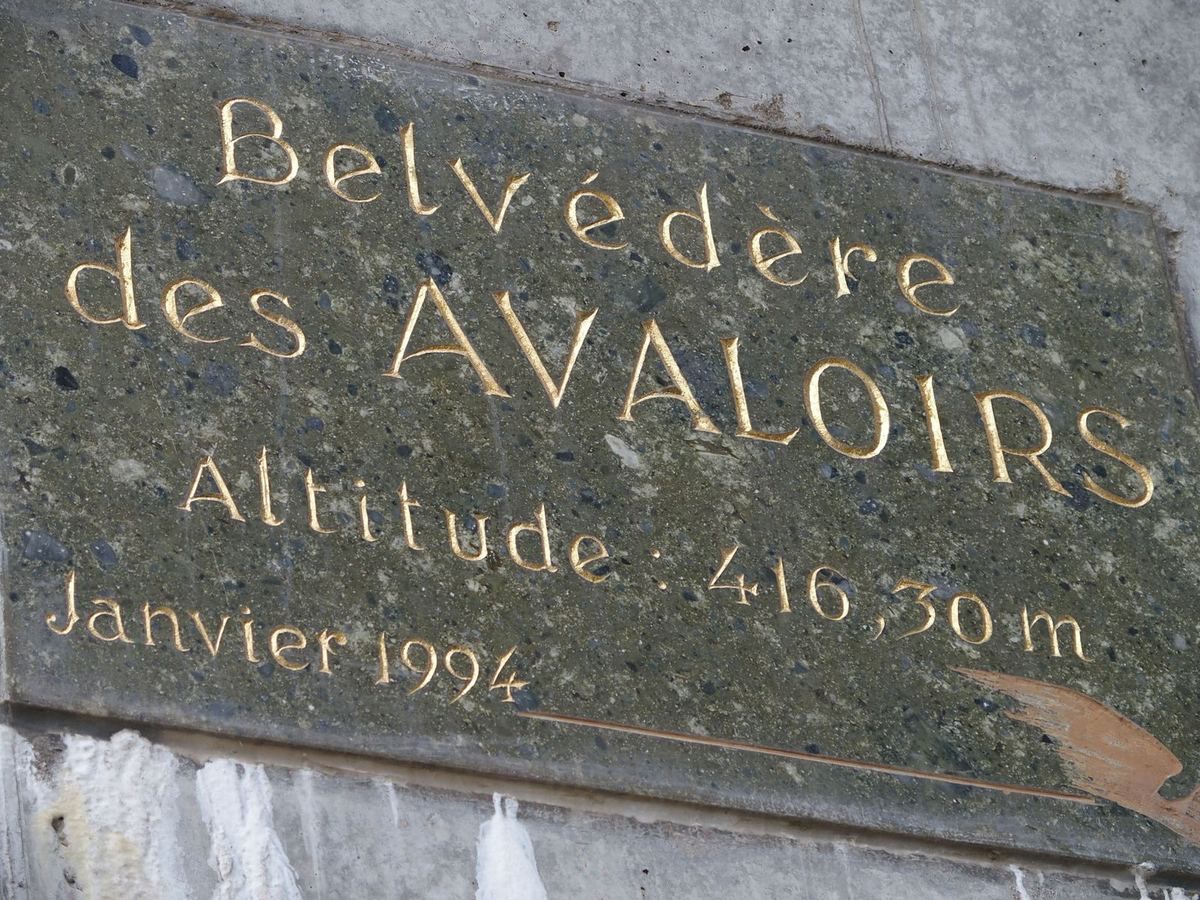 Belvédère
des AVALOIRS
Altitude : 416,30 m
Janvier 1994